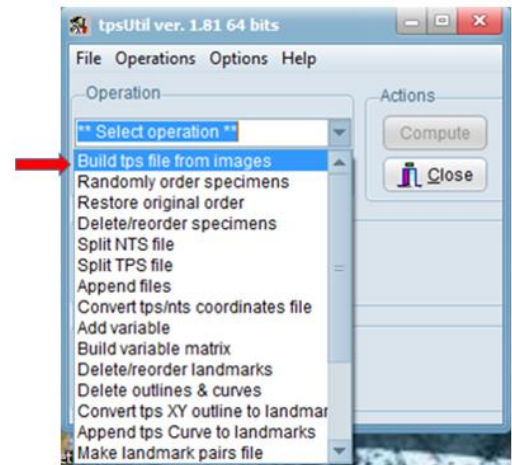 tpsUtil ver. 1.81 64 bits
File Operations Options Help
Operation
Actions
** Select operation **
Compute
Close
Build tps file from images
Randomly order specimens
Restore original order
Delete/reorder specimens
Split NTS file
Split TPS file
Append files
Convert tps/nts coordinates file
Add variable
Build variable matrix
Delete/reorder landmarks
Delete outlines & curves
Convert tps XY outline to landmar
Append tps Curve to landmarks
Make landmark pairs file